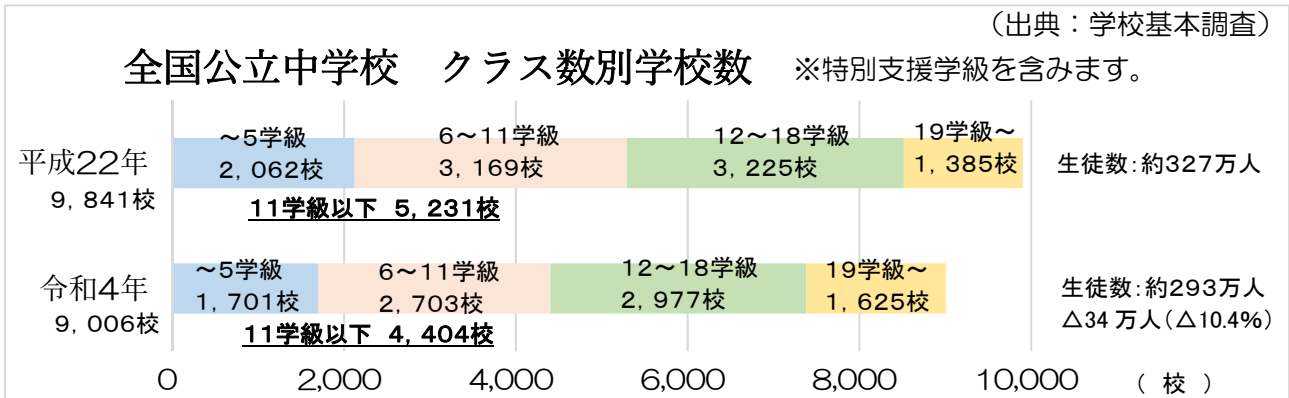 （出典：学校基本調査）
全国公立中学校　クラス数別学校数　※特別支援学級を含みます。
平成22年
9,841校
～5学級
2,062校
6～11学級
3,169校
12～18学級
3,225校
19学級～
1,385校
生徒数：約327万人
11学級以下 5,231校
令和4年
9,006校
～5学級
1,701校
6～11学級
2,703校
12～18学級
2,977校
19学級～
1,625校
生徒数：約293万人
△34 万人（△10.4％）
11学級以下 4,404校
0 2,000 4,000 6,000 8,000 10,000 （ 校 ）